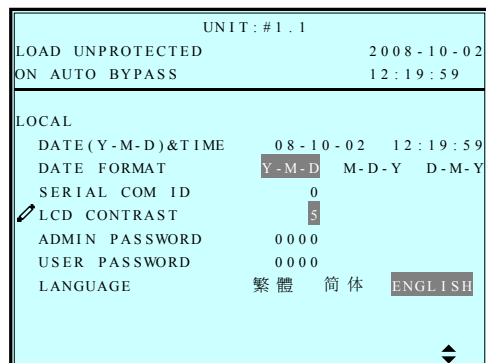 UNIT:#1.1
LOAD UNPROTECTED 2008-10-02
ON AUTO BYPASS 12:19:59
LOCAL
DATE(Y-M-D)&TIME 08-10-02 12:19:59
DATE FORMAT Y-M-D M-D-Y D-M-Y
SERIAL COM ID 0
LCD CONTRAST 5
ADMIN PASSWORD 0000
USER PASSWORD 0000
LANGUAGE 繁體 简体 ENGLISH